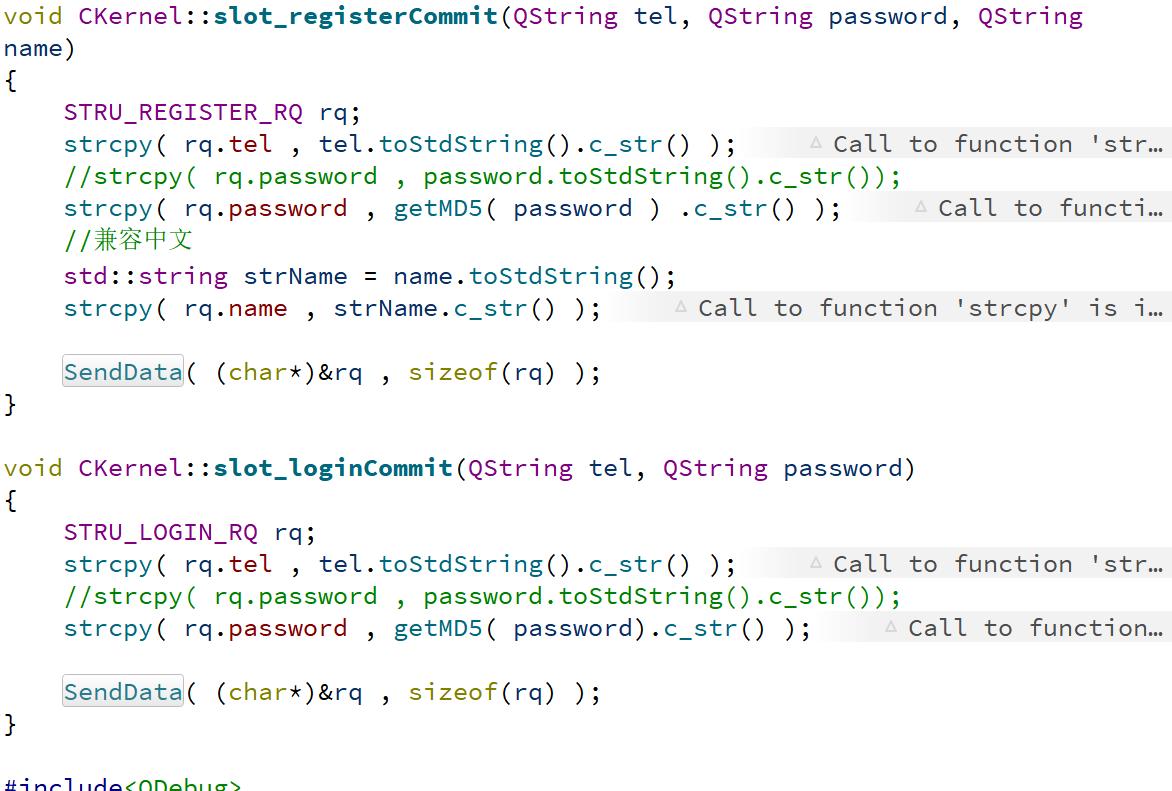 void CKernel::slot_registerCommit(QString tel, QString password, QString
name)
{
    STRU_REGISTER_RQ rq;
    strcpy( rq.tel , tel.toStdString().c_str() );    △ Call to function 'str…
    //strcpy( rq.password , password.toStdString().c_str());
    strcpy( rq.password , getMD5( password ) .c_str() );    △ Call to functi…
    //兼容中文
    std::string strName = name.toStdString();
    strcpy( rq.name , strName.c_str() );    △ Call to function 'strcpy' is i…

    SendData( (char*)&rq , sizeof(rq) );
}

void CKernel::slot_loginCommit(QString tel, QString password)
{
    STRU_LOGIN_RQ rq;
    strcpy( rq.tel , tel.toStdString().c_str() );    △ Call to function 'str…
    //strcpy( rq.password , password.toStdString().c_str());
    strcpy( rq.password , getMD5( password).c_str() );    △ Call to function…

    SendData( (char*)&rq , sizeof(rq) );
}

#include<QDebug>